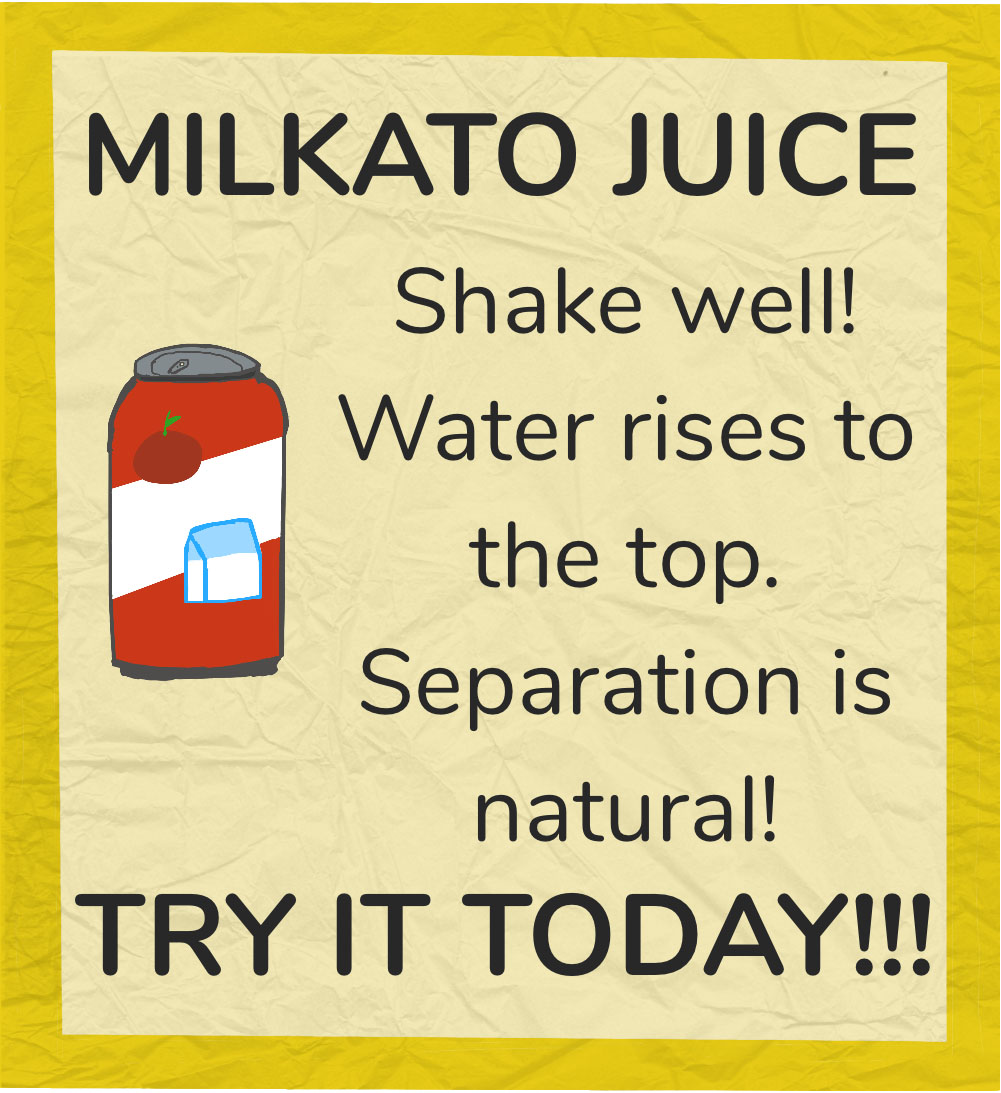 MILKATO JUICE
Shake well!
Water rises to
the top.
Separation is
natural!
TRY IT TODAY!!!